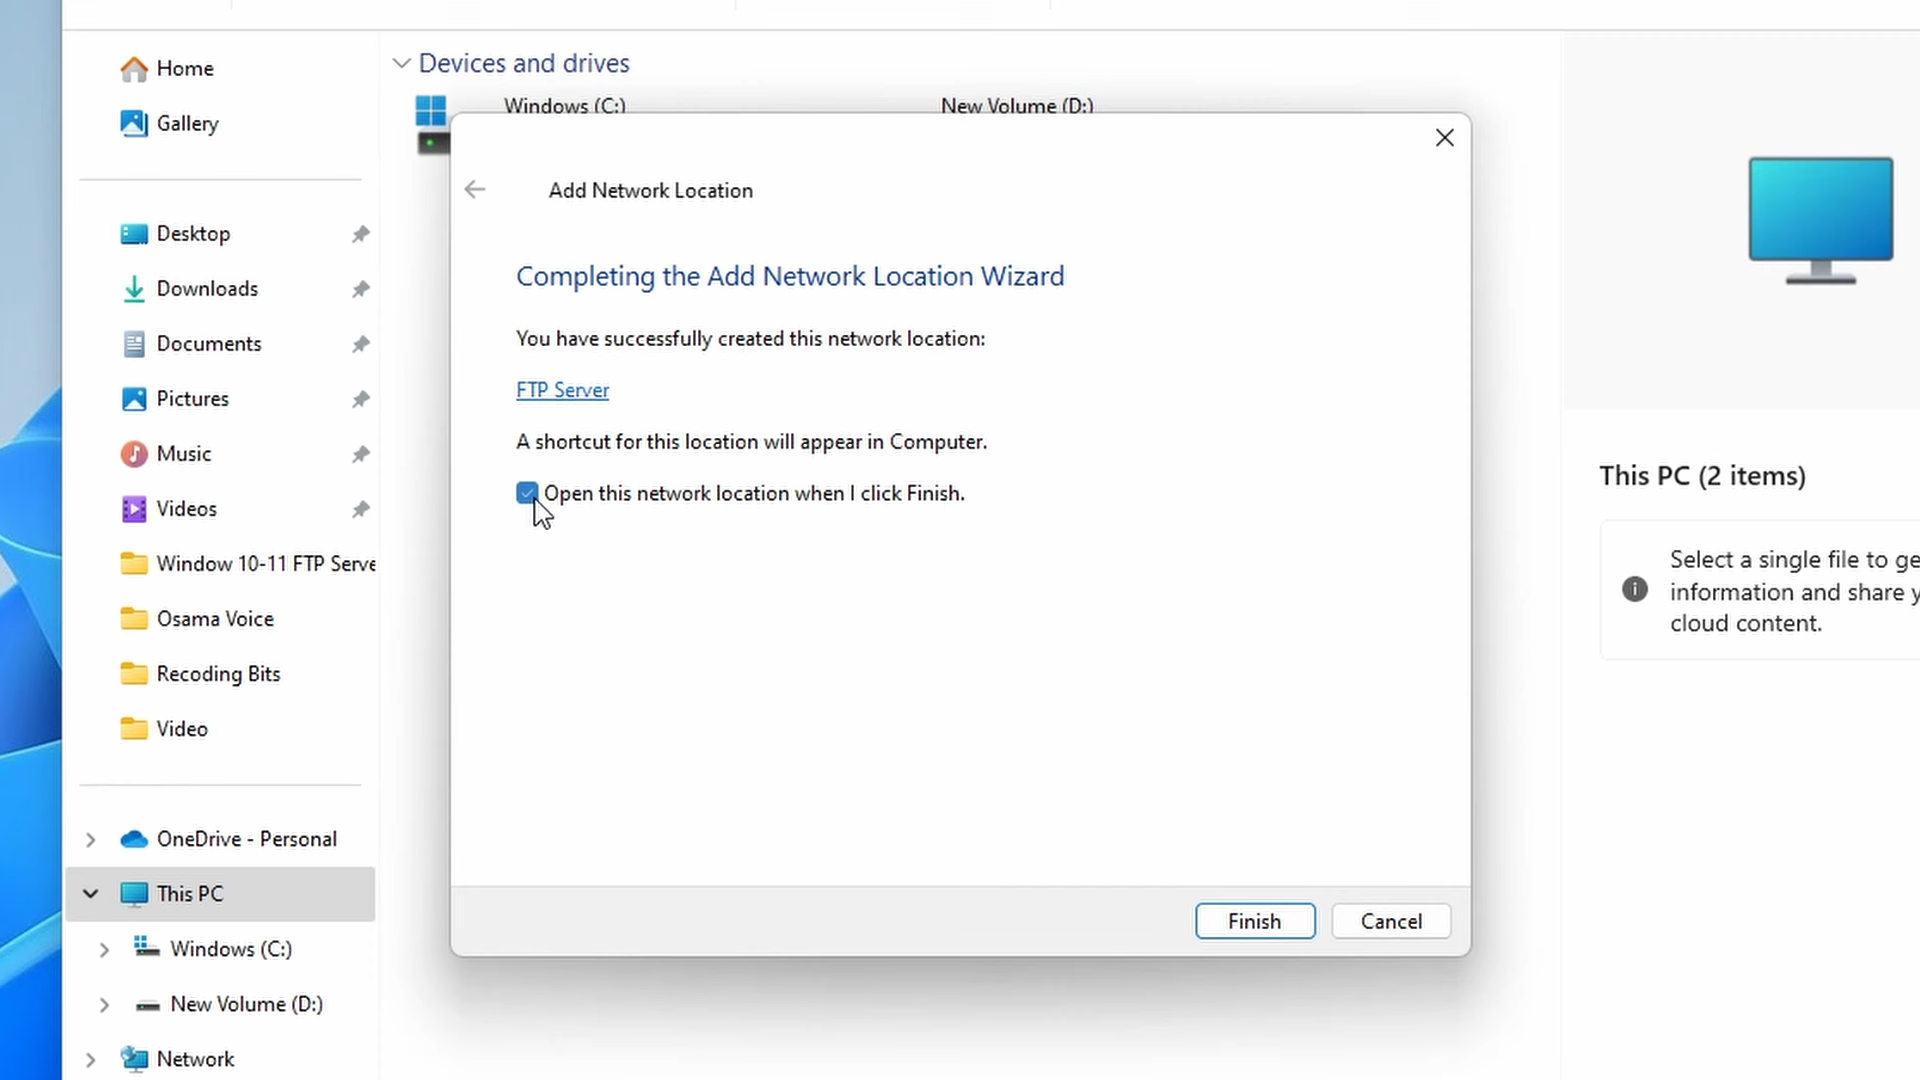 Home
Gallery
Desktop
Downloads
Documents
Pictures
Music
Videos
Window 10-11 FTP Serve
Osama Voice
Recoding Bits
Video
OneDrive - Personal
This PC
Windows (C:)
New Volume (D:)
Network
Devices and drives
Windows (C:)
New Volume (D:)
Add Network Location
Completing the Add Network Location Wizard
You have successfully created this network location:
FTP Server
A shortcut for this location will appear in Computer.
Open this network location when I click Finish.
Finish
Cancel
This PC (2 items)
Select a single file to ge
information and share y
cloud content.